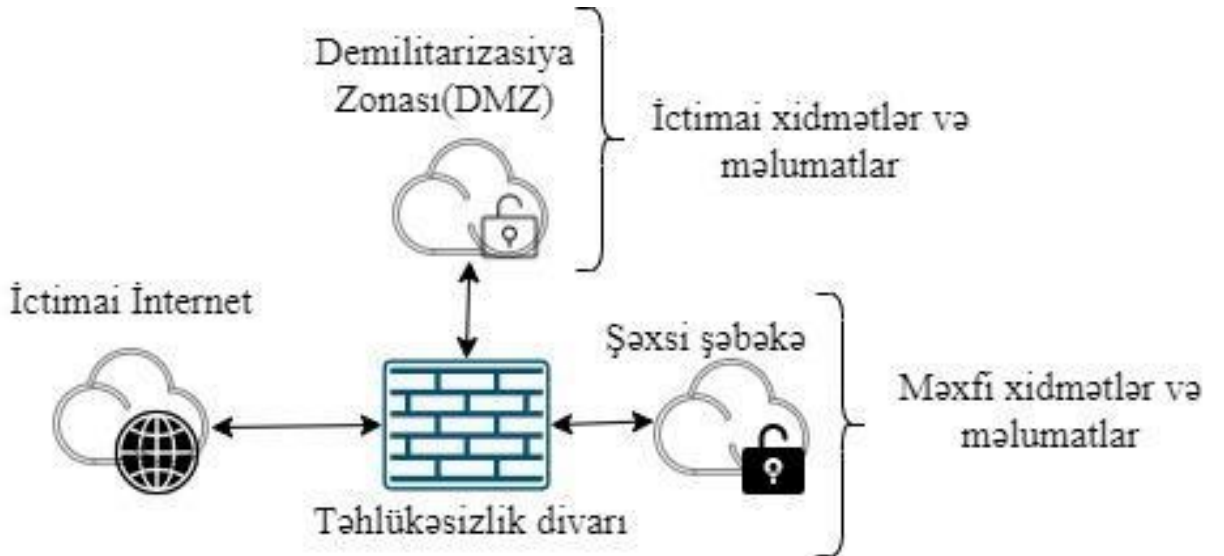 Demilitarizasiya
Zonası(DMZ)
İctimai xidmətlər və
məlumatlar
İctimai İnternet
Şəxsi şəbəkə
Məxfi xidmətlər və
məlumatlar
Təhlükəsizlik divarı